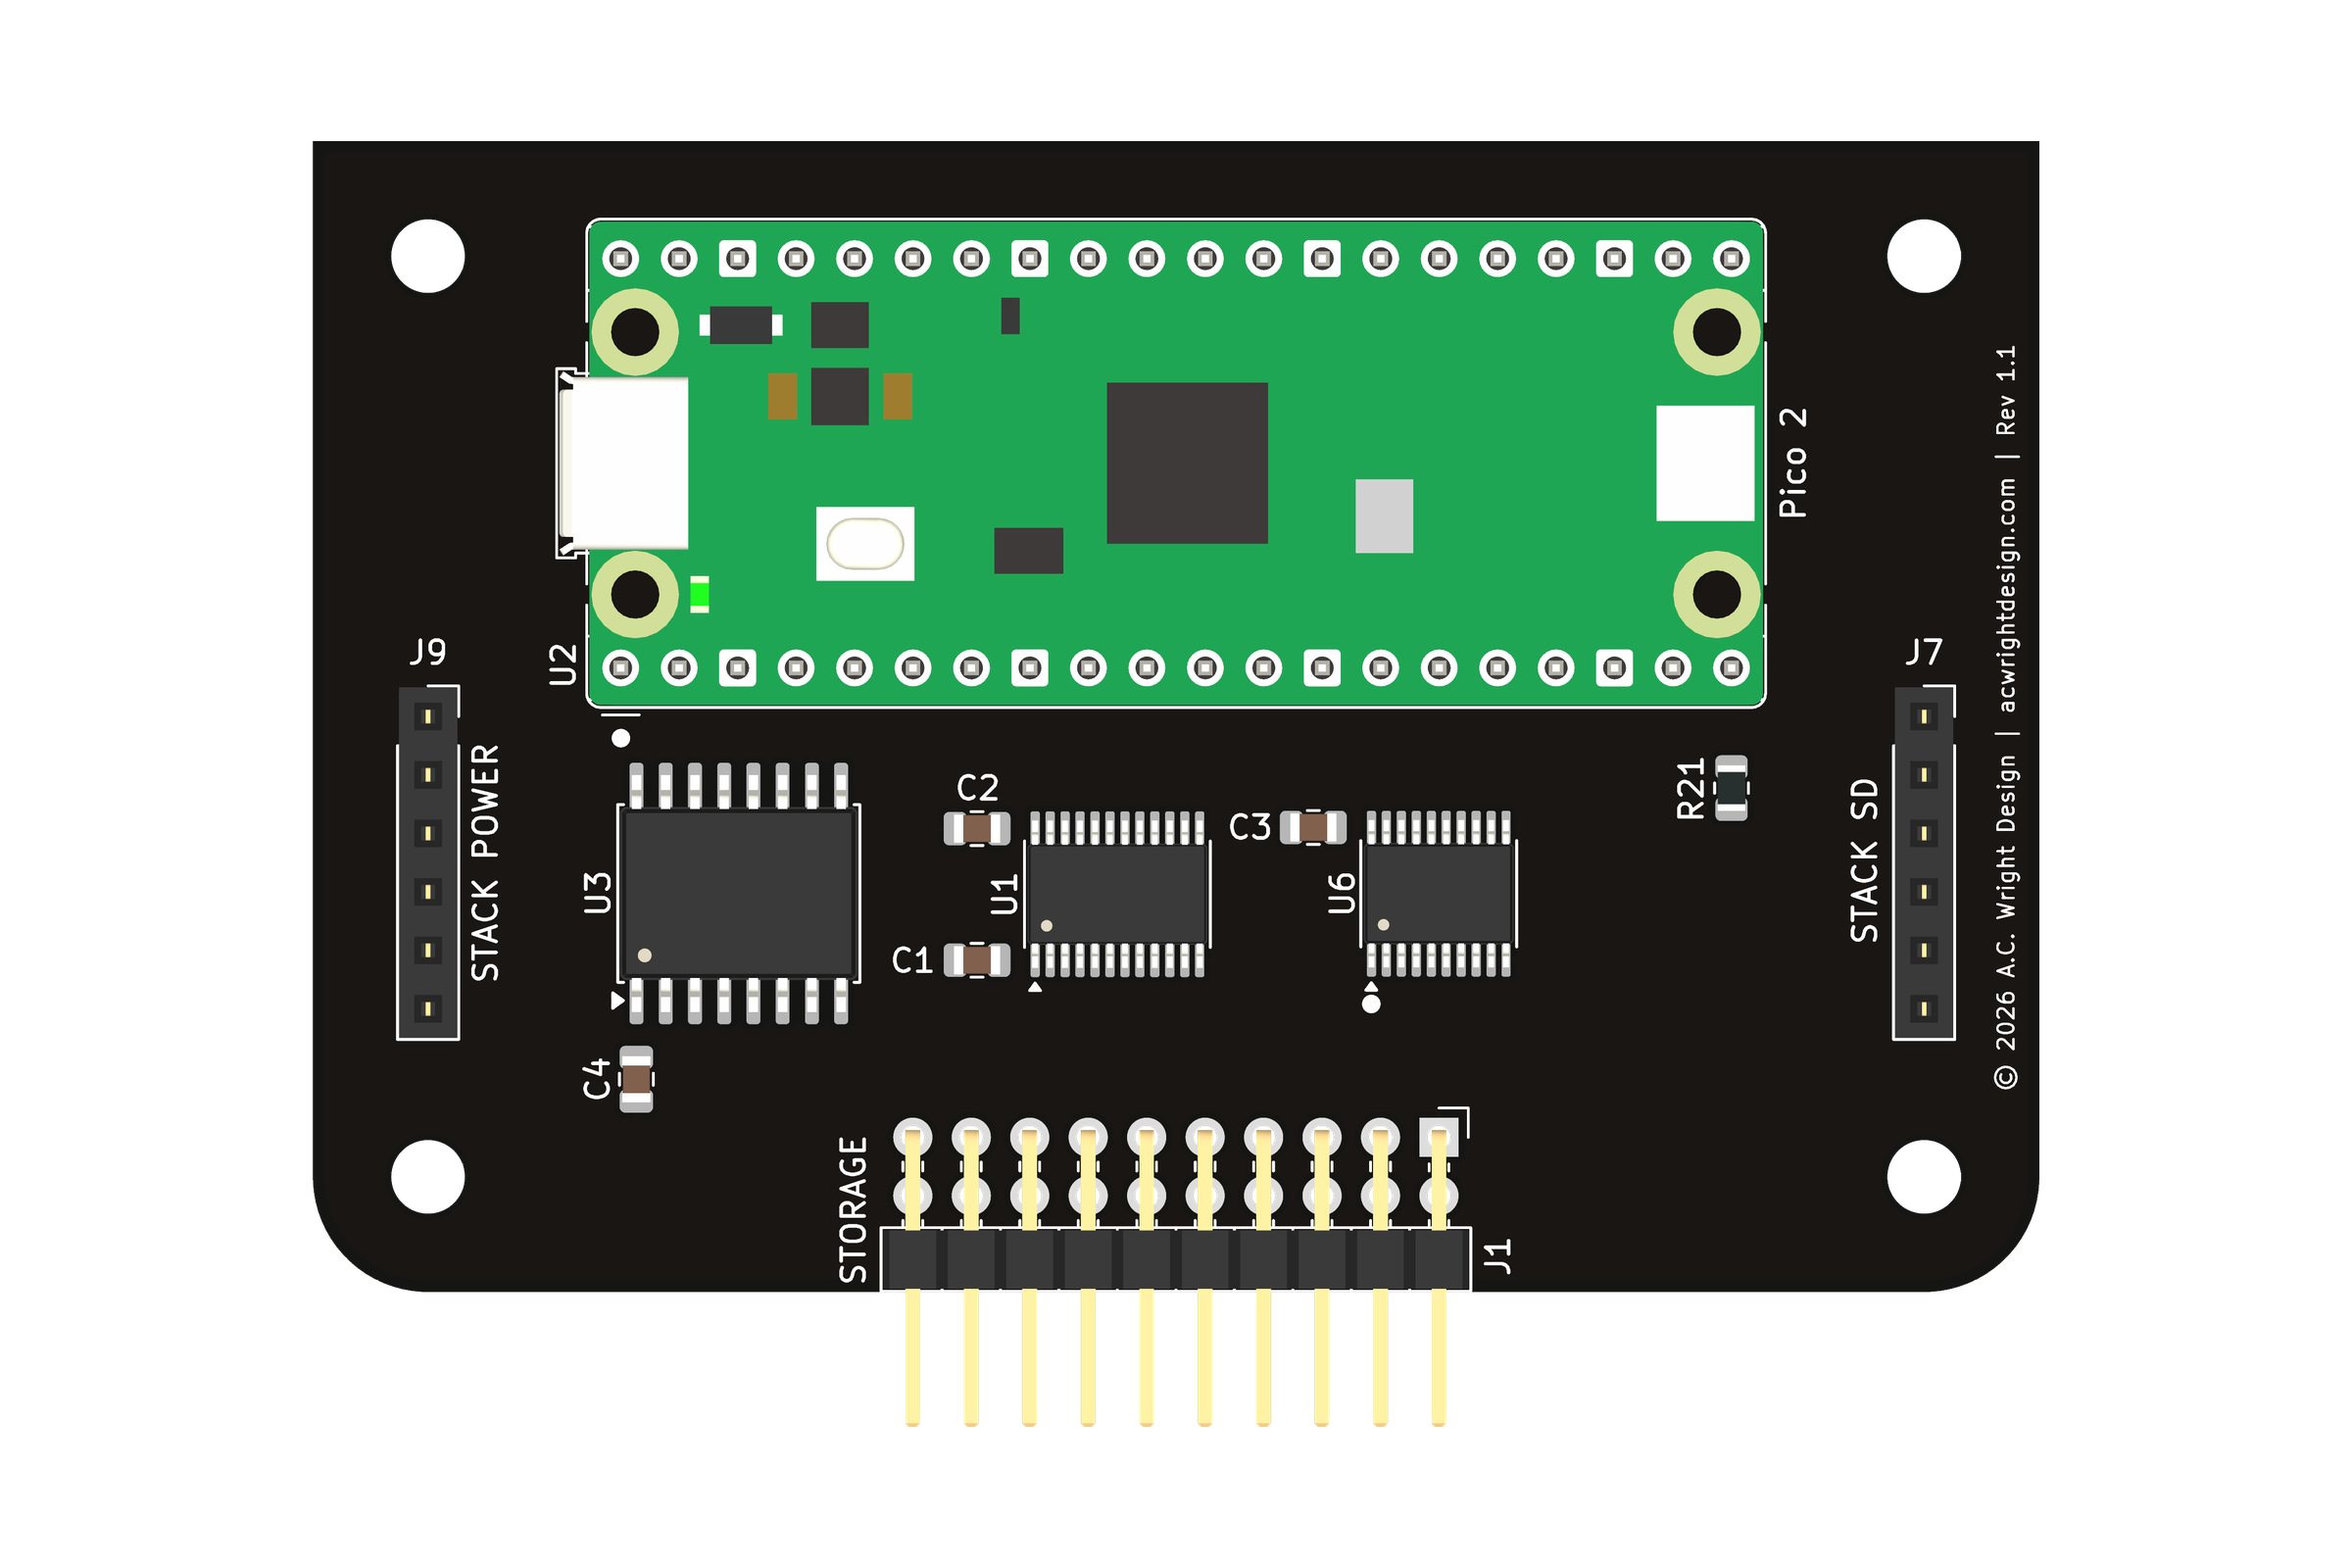 Pico 2
U2
J9
STACK POWER
J7
STACK SD
R21
C2
C3
U3
U1
U6
C1
C4
STORAGE
J1
© 2026 A.C. Wright Design | acwrightdesign.com | Rev 1.1